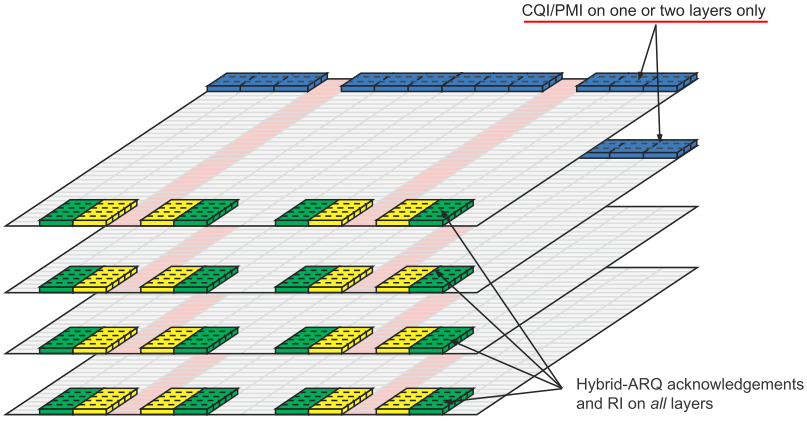 CQI/PMI on one or two layers only
Hybrid-ARQ acknowledgements
and RI on all layers